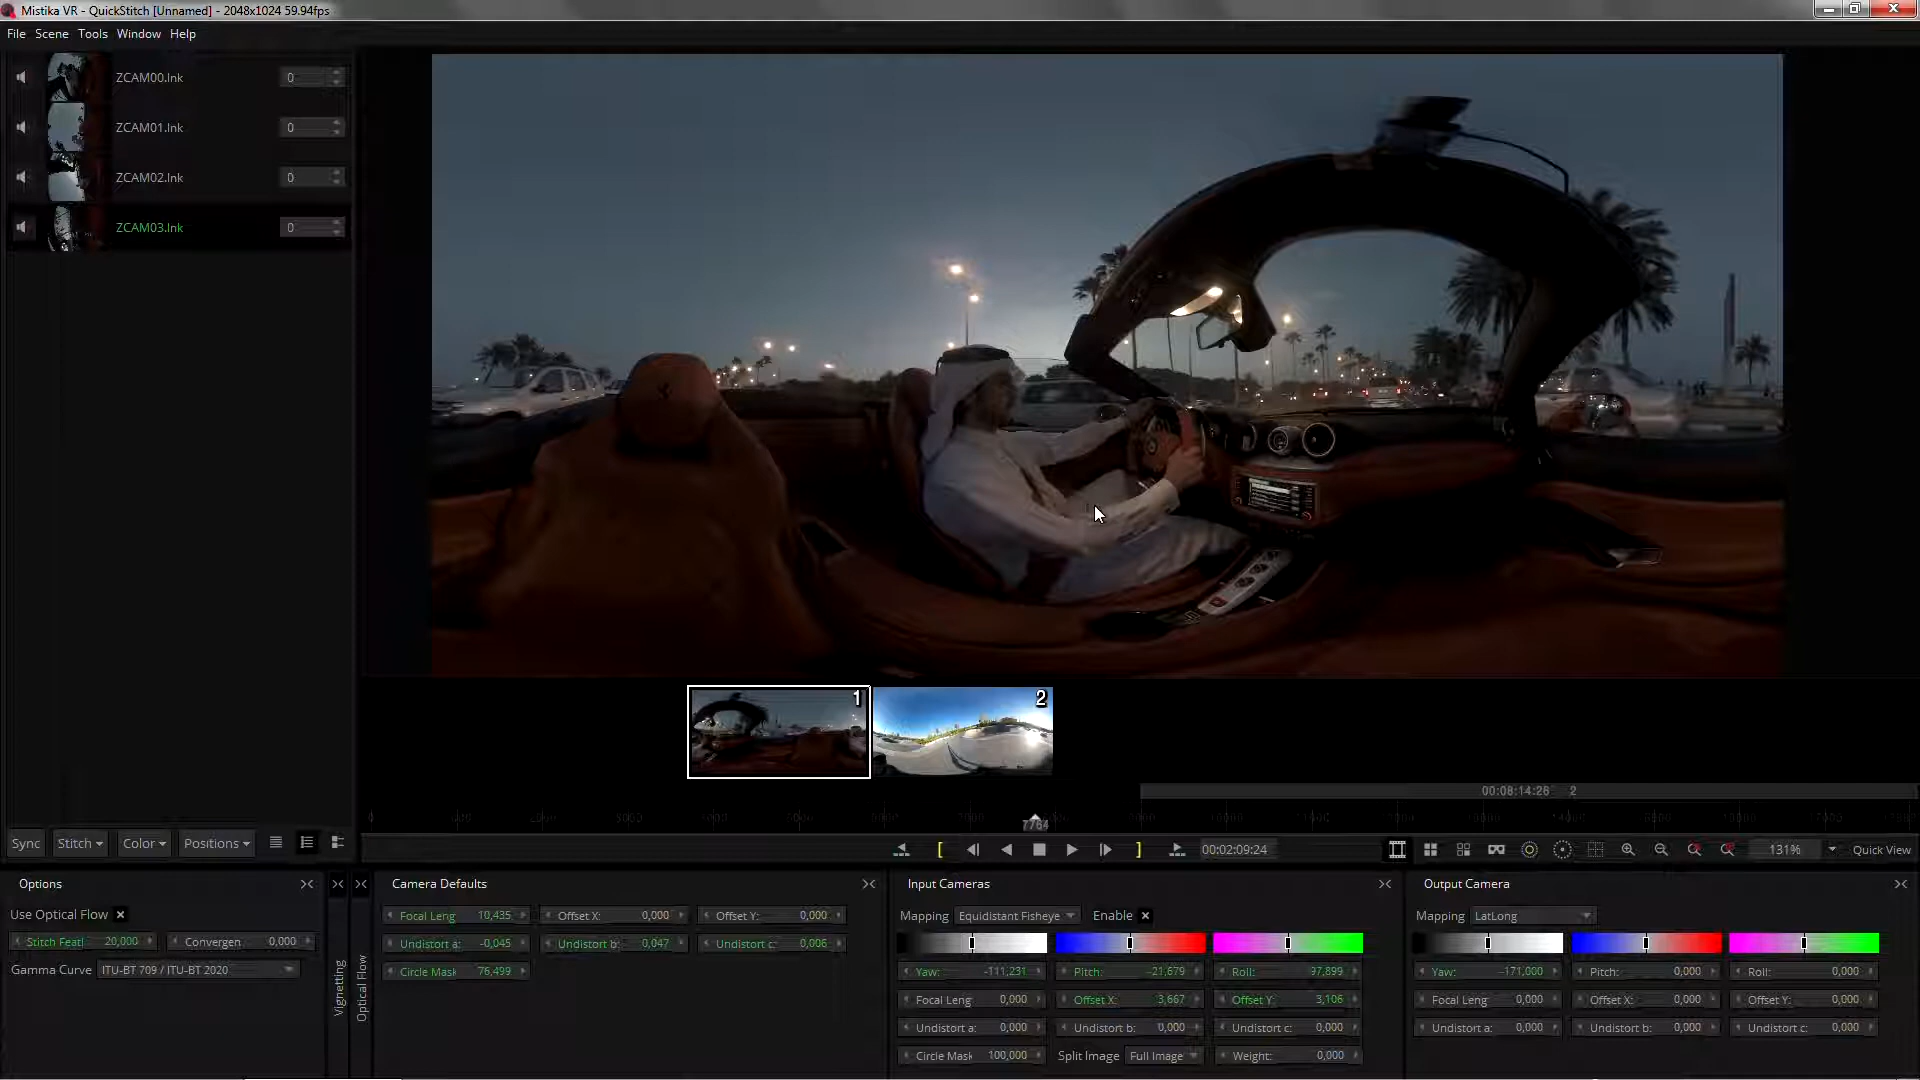 Mistika VR - QuickStitch [Unnamed] - 2048x1024 59.94fps
File Scene Tools Window Help
ZCAM00.lnk 0
ZCAM01.lnk 0
ZCAM02.lnk 0
ZCAM03.lnk 0
1
2
00:08:14:26 2
7764
Sync Stitch Color Positions
00:02:09:24
131% Quick View
Options
Use Optical Flow
Stitch Featl 20,000 Convergen 0,000
Gamma Curve ITU-BT 709 / ITU-BT 2020
Vignetting
Optical Flow
Camera Defaults
Focal Leng 10,435 Offset X: 0,000 Offset Y: 0,000
Undistort a: -0,045 Undistort b: 0,047 Undistort c: 0,006
Circle Mask 76,499
Input Cameras
Mapping Equidistant Fisheye Enable
Yaw: -111,231 Pitch: -21,679 Roll: 97,899
Focal Leng 0,000 Offset X: 3,667 Offset Y: 3,106
Undistort a: 0,000 Undistort b: 0,000 Undistort c: 0,000
Circle Mask 100,000 Split Image Full Image Weight: 0,000
Output Camera
Mapping LatLong
Yaw: -171,000 Pitch: 0,000 Roll: 0,000
Focal Leng 0,000 Offset X: 0,000 Offset Y: 0,000
Undistort a: 0,000 Undistort b: 0,000 Undistort c: 0,000